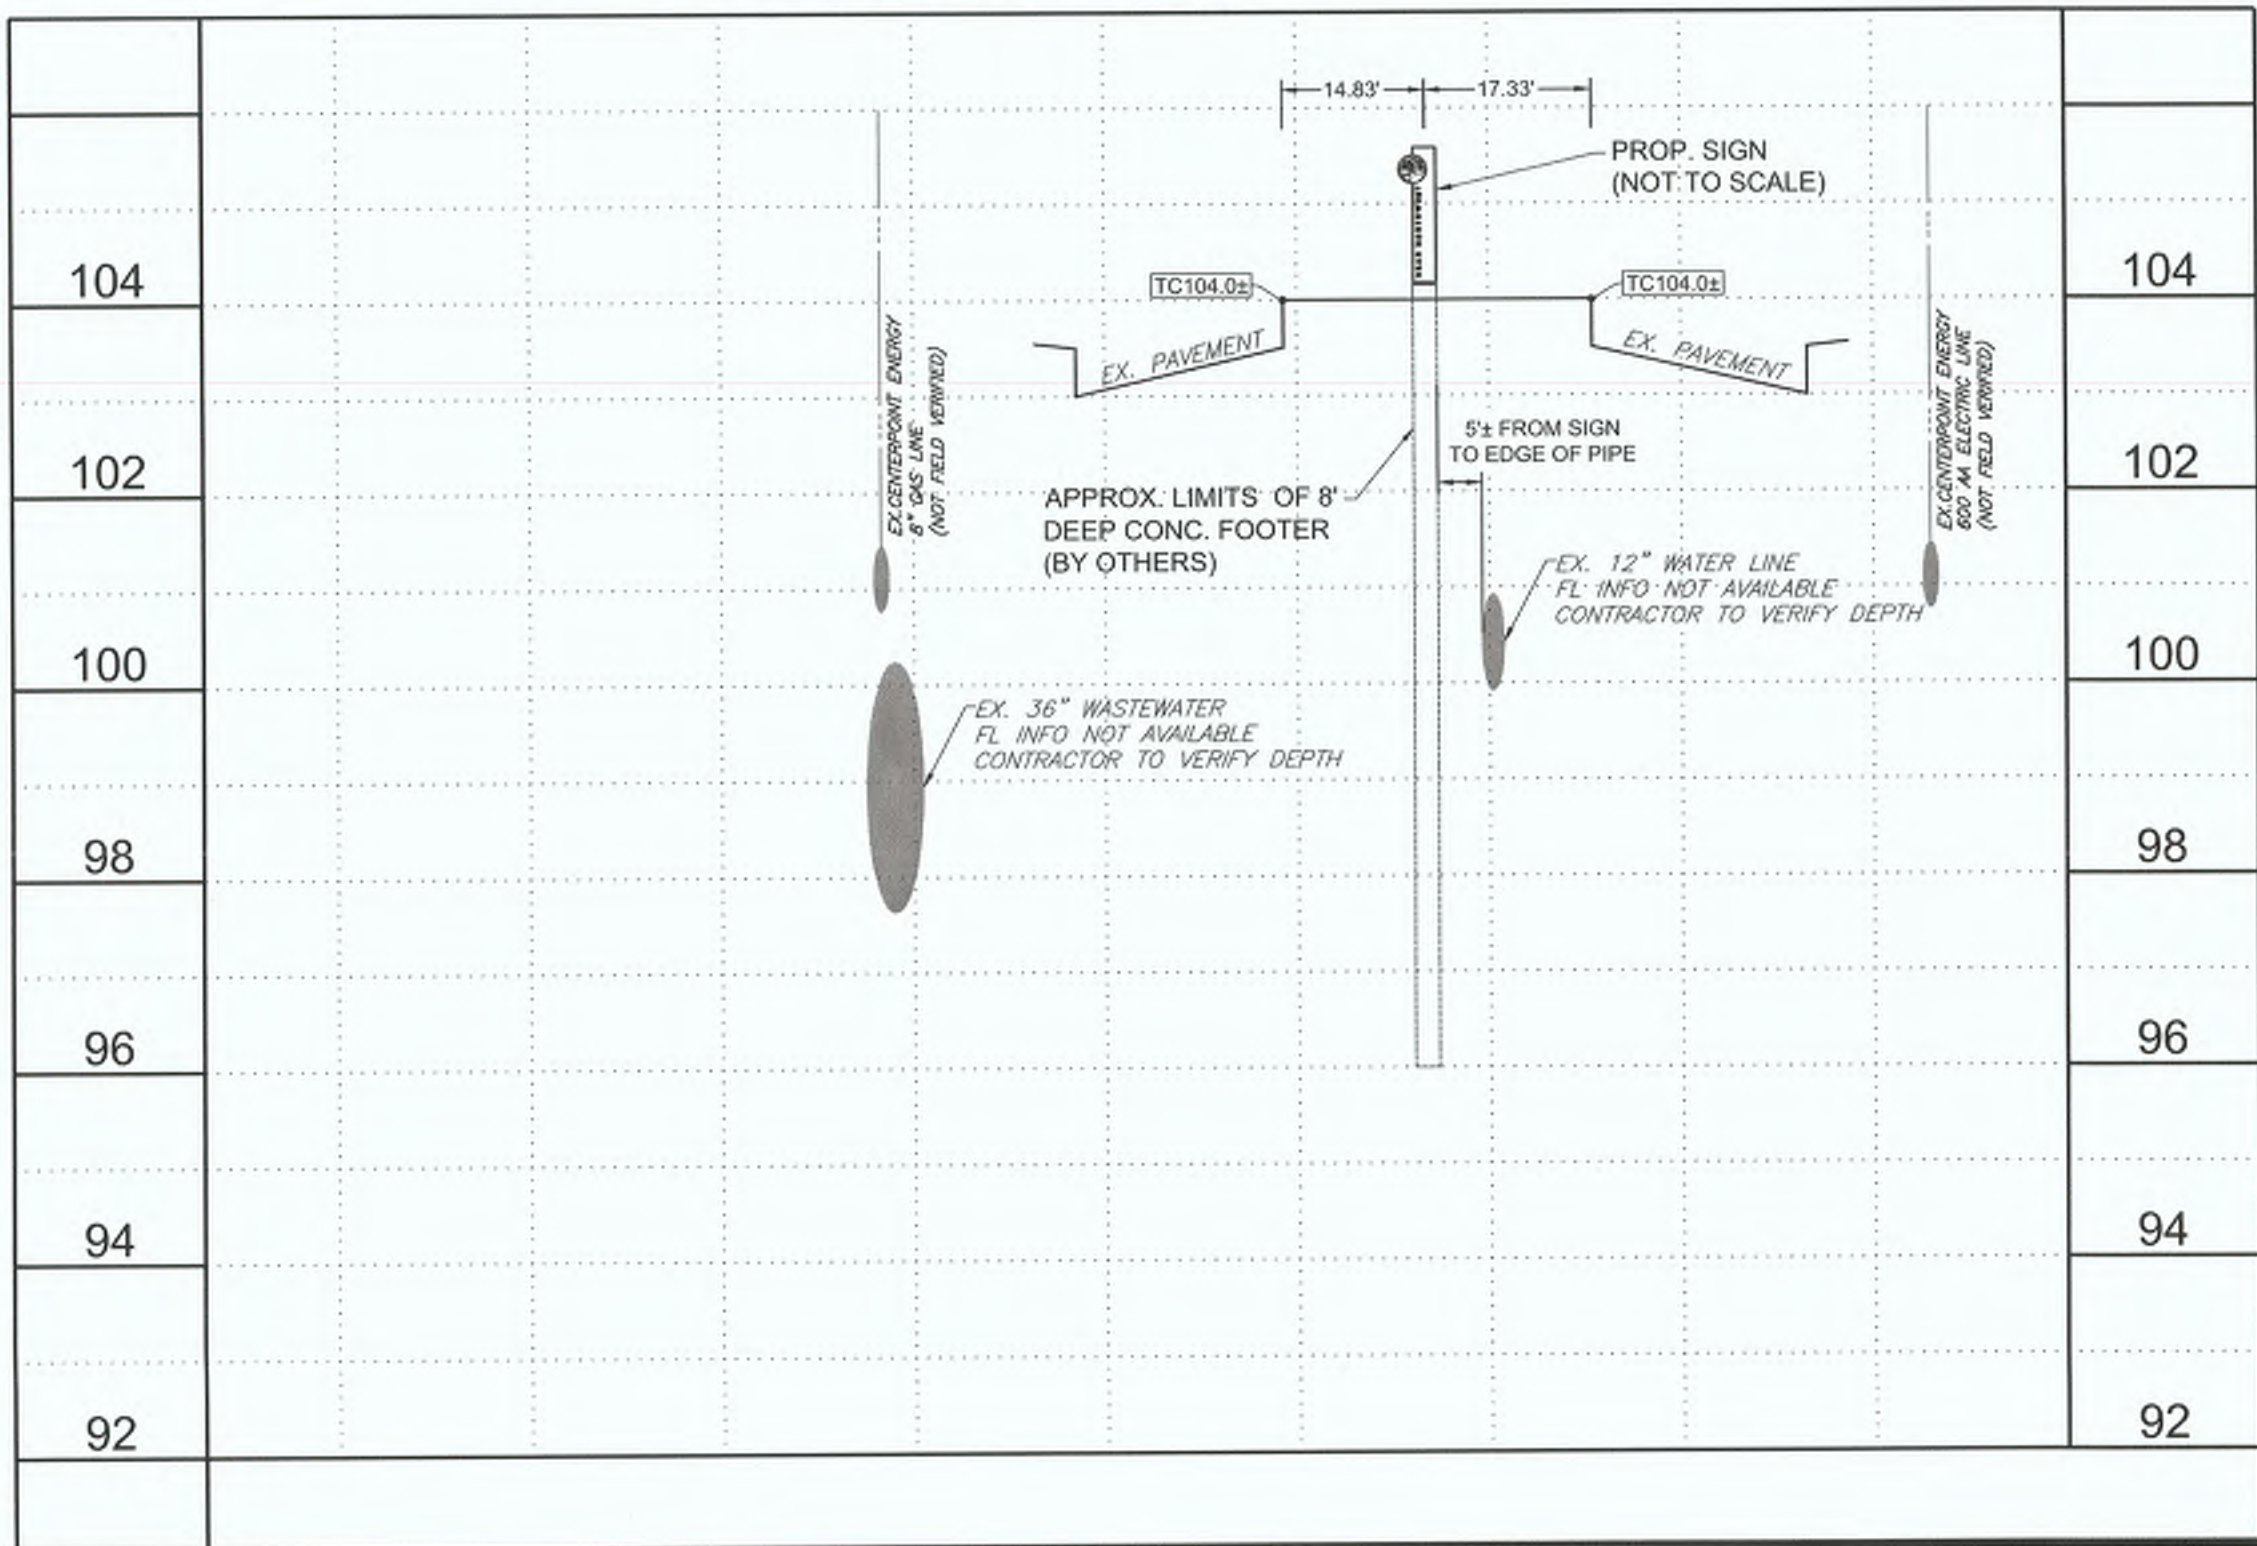 14.83'
17.33'
PROP. SIGN
(NOT TO SCALE)
TC104.0±
TC104.0±
104
104
EX. PAVEMENT
EX. PAVEMENT
EX.CENTERPOINT ENERGY
GAS LINE
(NOT FIELD VERIFIED)
EX.CENTERPOINT ENERGY
600 AA ELECTRIC LINE
(NOT FIELD VERIFIED)
5'± FROM SIGN
TO EDGE OF PIPE
102
102
APPROX. LIMITS OF 8'
DEEP CONC. FOOTER
(BY OTHERS)
EX. 12" WATER LINE
FL INFO NOT AVAILABLE
CONTRACTOR TO VERIFY DEPTH
100
100
EX. 36" WASTEWATER
FL INFO NOT AVAILABLE
CONTRACTOR TO VERIFY DEPTH
98
98
96
96
94
94
92
92